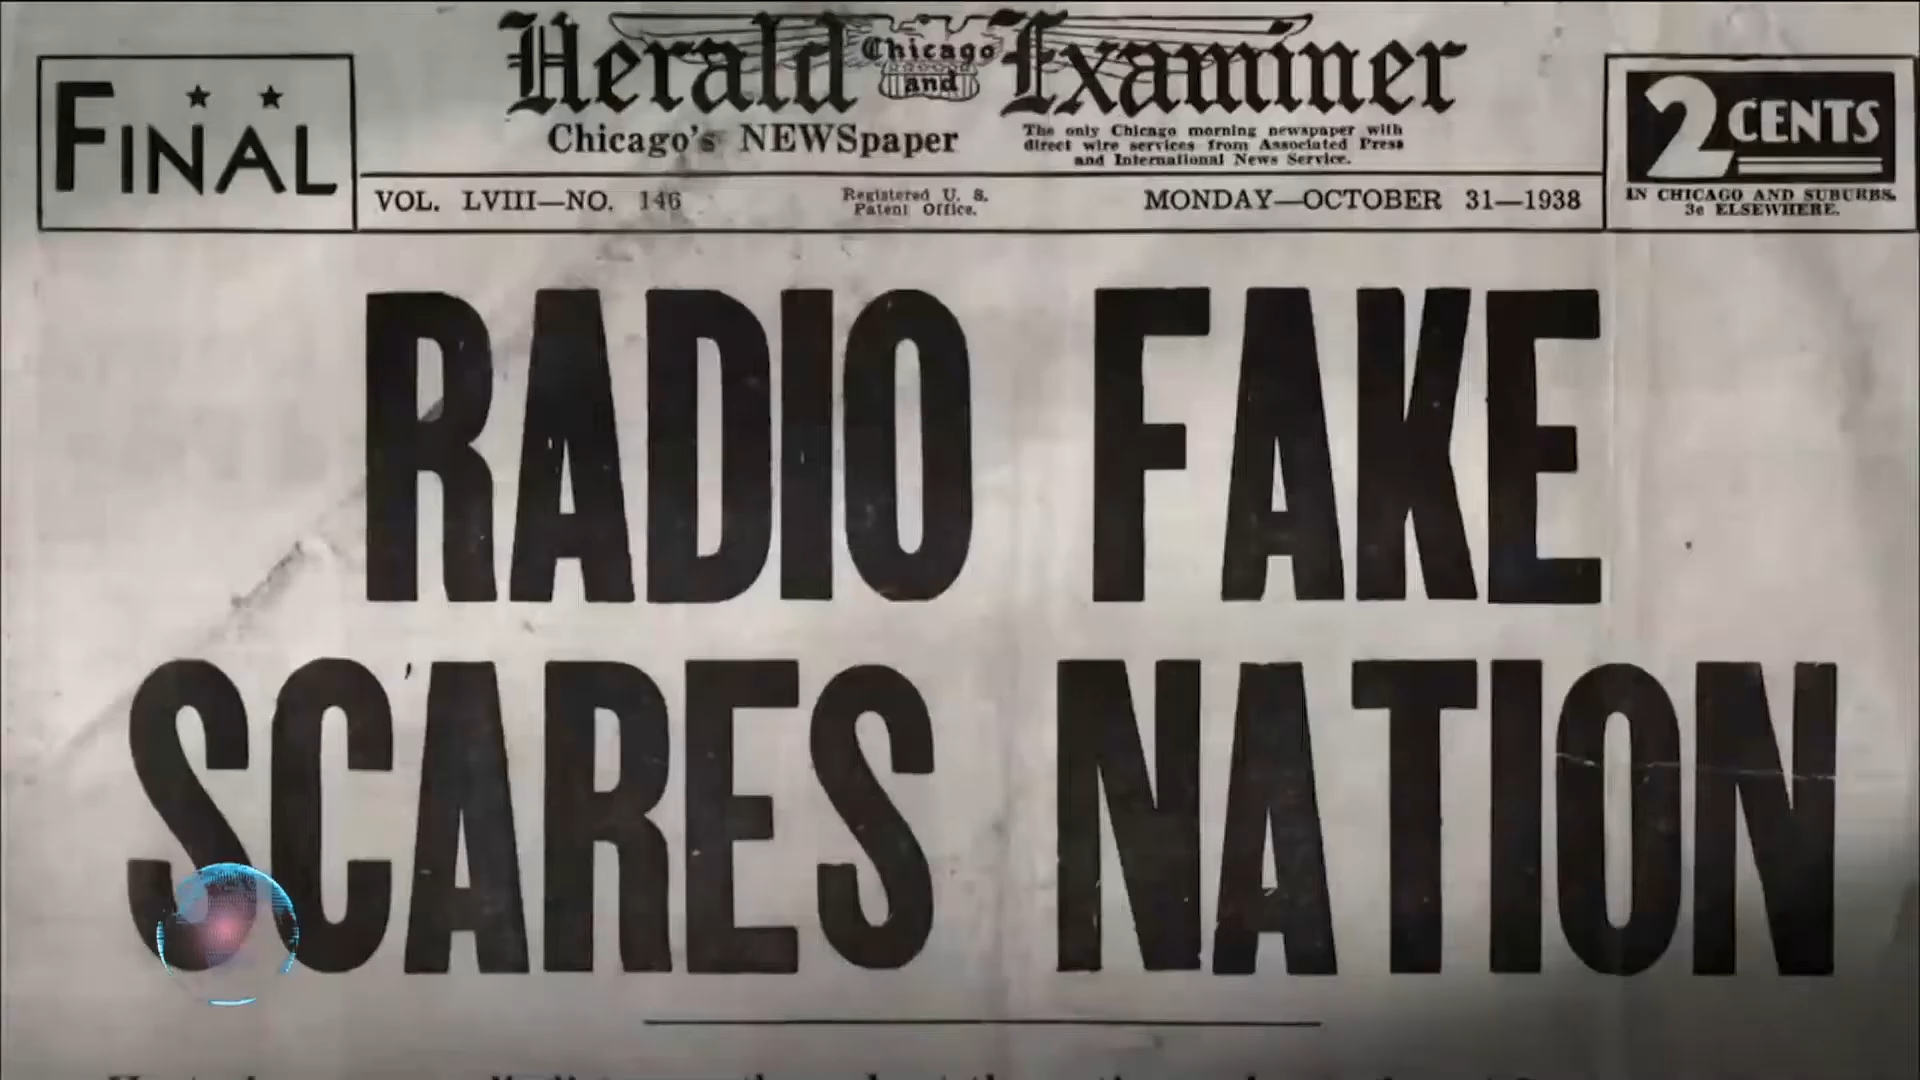 Herald Chicago and Examiner
FINAL
Chicago's NEWSpaper
The only Chicago morning newspaper with
direct wire services from Associated Press
and International News Service.
2 CENTS
IN CHICAGO AND SUBURBS.
3c ELSEWHERE.
VOL. LVIII—NO. 146
Registered U. S.
Patent Office.
MONDAY—OCTOBER 31—1938
RADIO FAKE
SCARES NATION